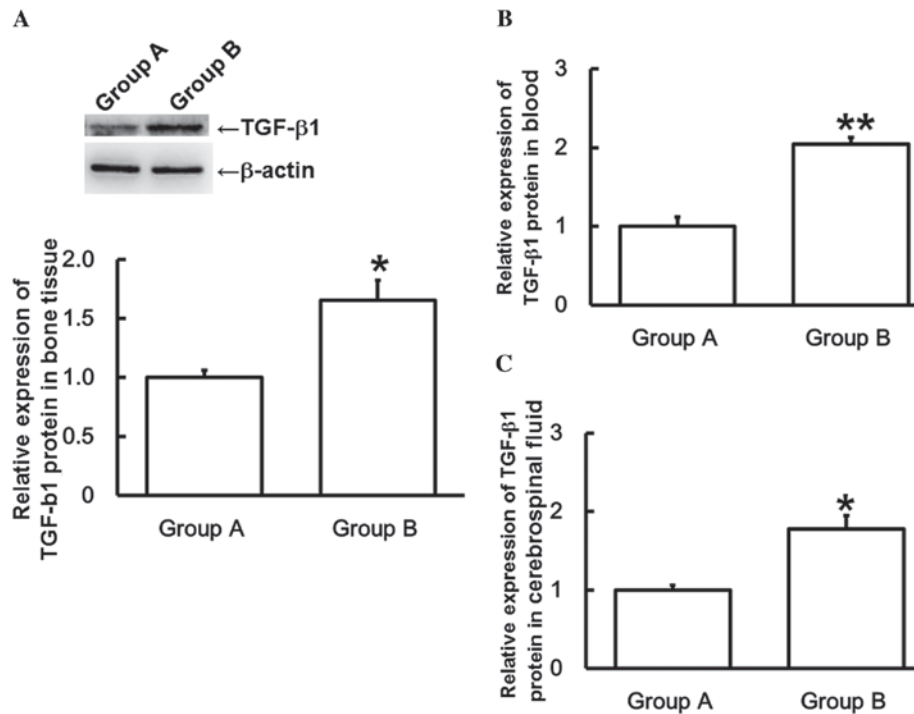 A
Group A
Group B
←TGF-β1
←β-actin
Relative expression of
TGF-b1 protein in bone tissue
2.0
1.5
1.0
0.5
0
*
Group A
Group B
B
Relative expression of
TGF-β1 protein in blood
3
2
1
0
**
Group A
Group B
C
Relative expression of TGF-β1
protein in cerebrospinal fluid
3
2
1
0
*
Group A
Group B